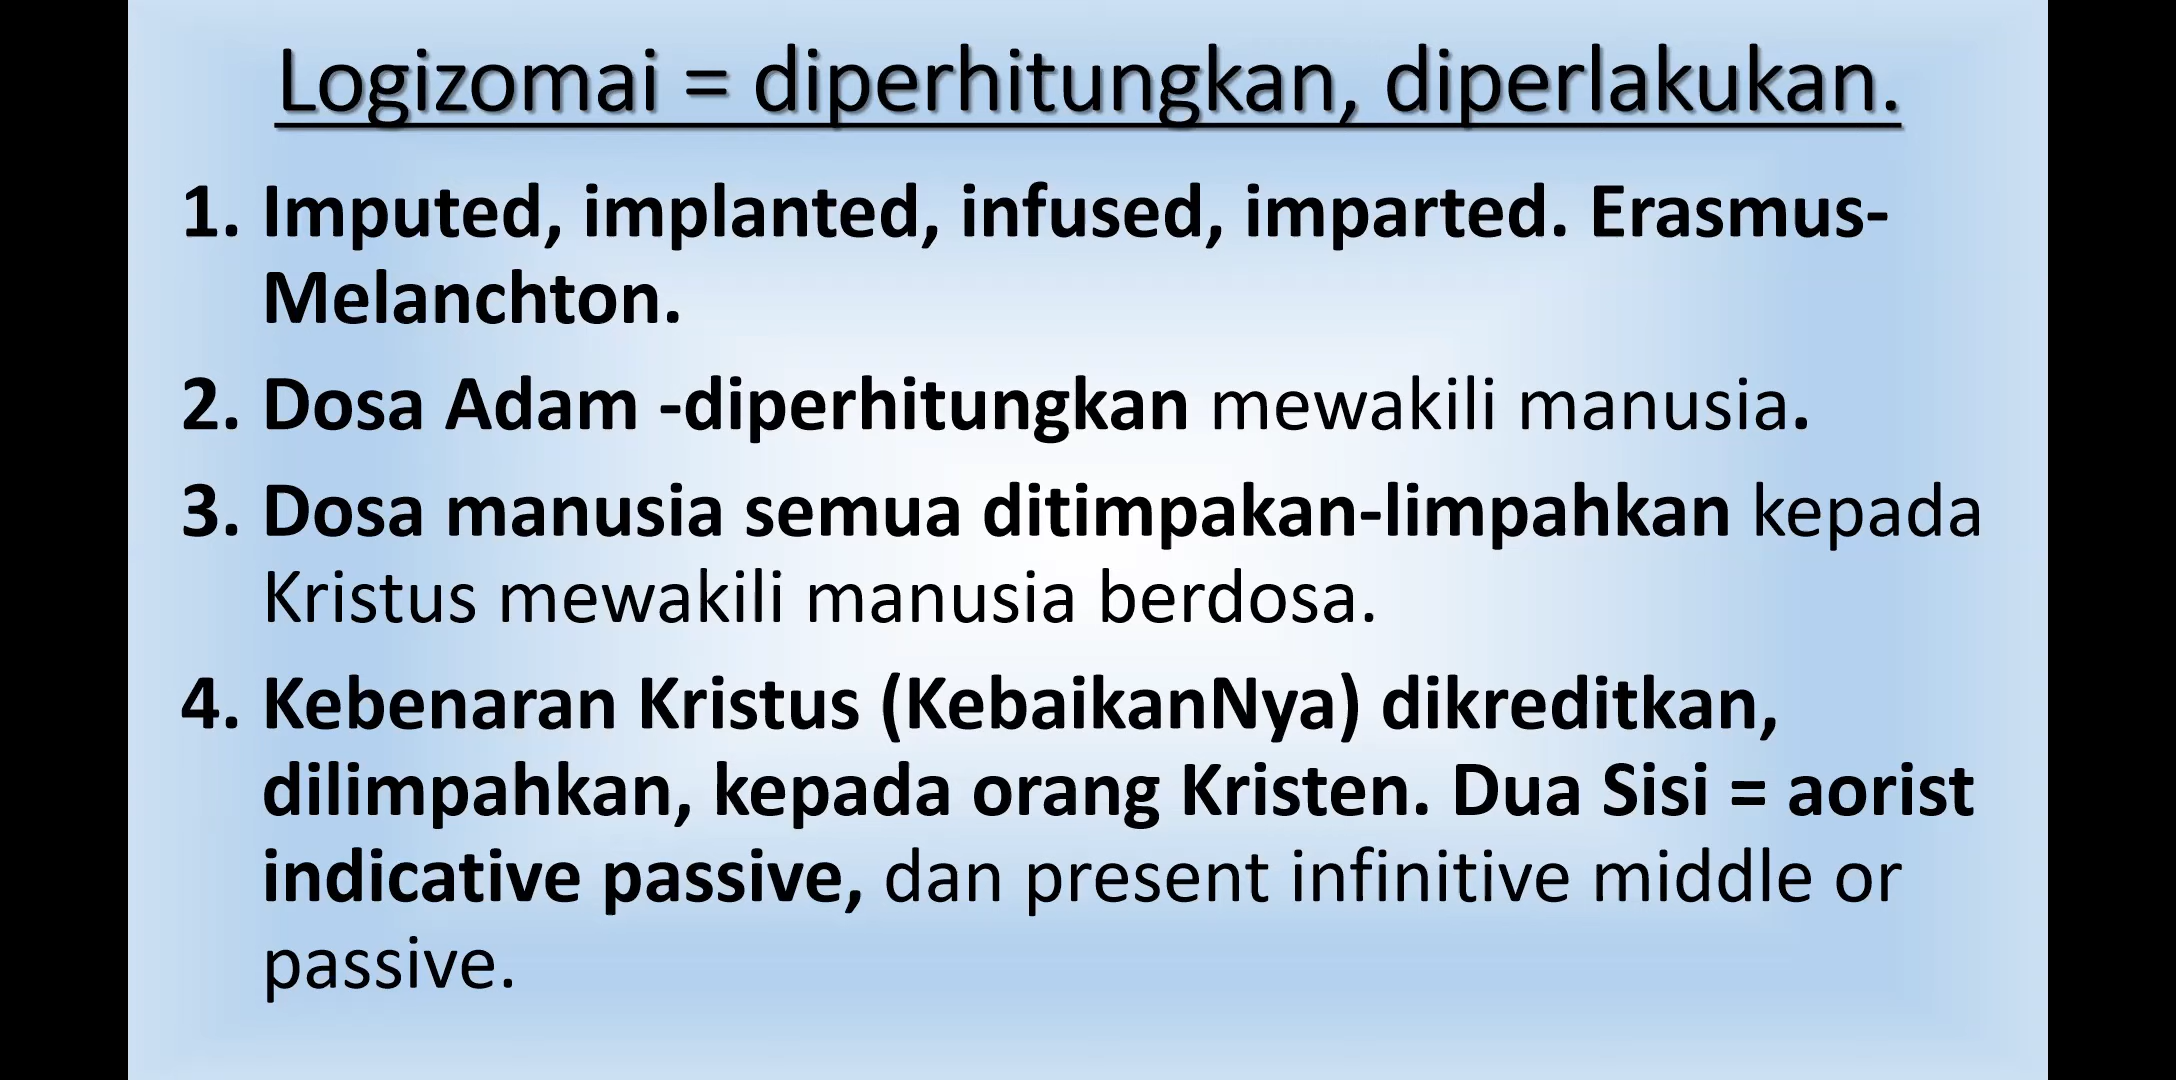 Logizomai = diperhitungkan, diperlakukan.
1. Imputed, implanted, infused, imparted. Erasmus-
Melanchton.
2. Dosa Adam -diperhitungkan mewakili manusia.
3. Dosa manusia semua ditimpakan-limpahkan kepada
Kristus mewakili manusia berdosa.
4. Kebenaran Kristus (KebaikanNya) dikreditkan,
dilimpahkan, kepada orang Kristen. Dua Sisi = aorist
indicative passive, dan present infinitive middle or
passive.